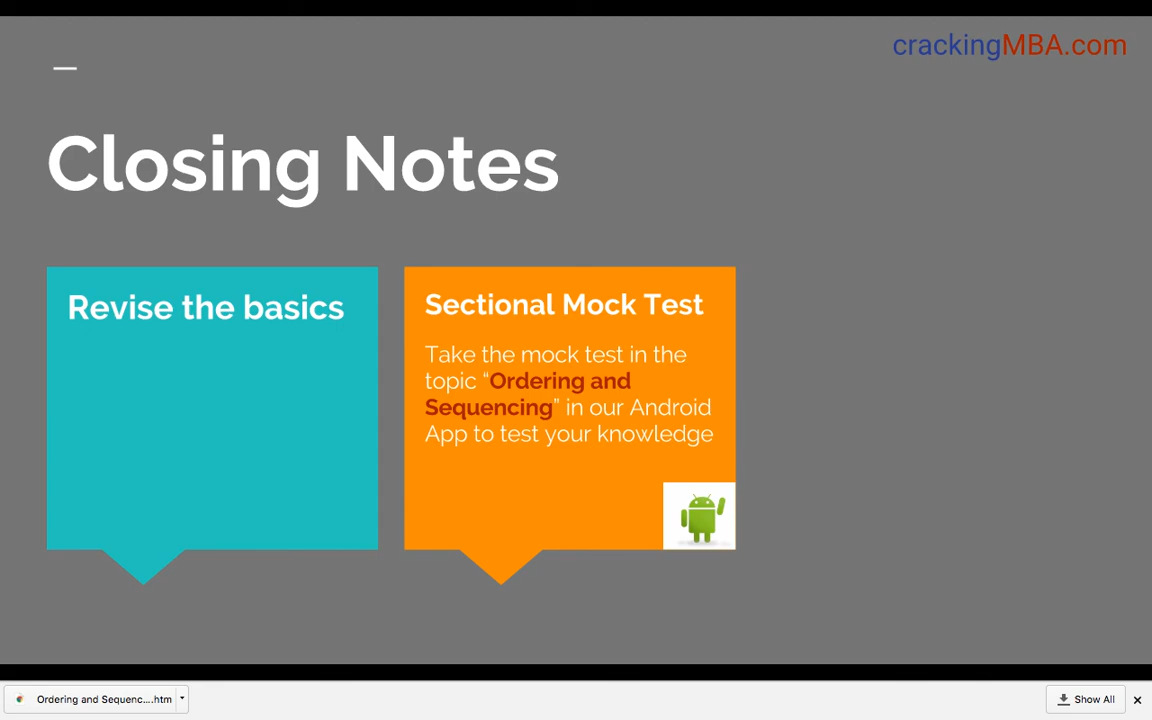 crackingMBA.com
Closing Notes
Revise the basics
Sectional Mock Test
Take the mock test in the
topic “Ordering and
Sequencing” in our Android
App to test your knowledge
Ordering and Sequenc....htm
Show All